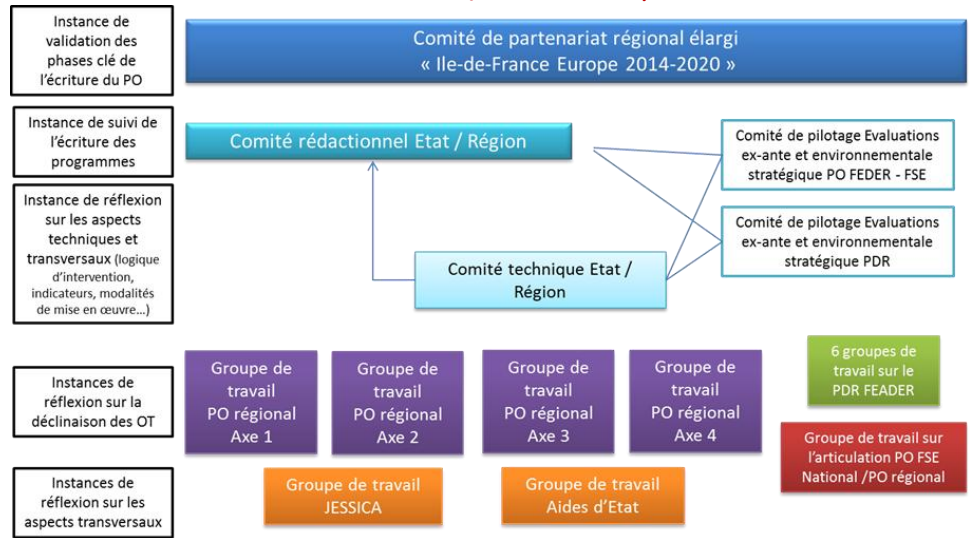 Instance de
validation des
phases clé de
l'écriture du PO
Comité de partenariat régional élargi
« Ile-de-France Europe 2014-2020 »
Instance de suivi de
l'écriture des
programmes
Comité rédactionnel Etat / Région
Comité de pilotage Evaluations
ex-ante et environnementale
stratégique PO FEDER - FSE
Instance de réflexion
sur les aspects
techniques et
transversaux (logique
d'intervention,
indicateurs, modalités
de mise en œuvre...)
Comité technique Etat /
Région
Comité de pilotage Evaluations
ex-ante et environnementale
stratégique PDR
Instances de
réflexion sur la
déclinaison des OT
Groupe de
travail
PO régional
Axe 1
Groupe de
travail
PO régional
Axe 2
Groupe de
travail
PO régional
Axe 3
Groupe de
travail
PO régional
Axe 4
6 groupes de
travail sur le
PDR FEADER
Groupe de travail sur
l'articulation PO FSE
National /PO régional
Instances de
réflexion sur les
aspects transversaux
Groupe de travail
JESSICA
Groupe de travail
Aides d'Etat